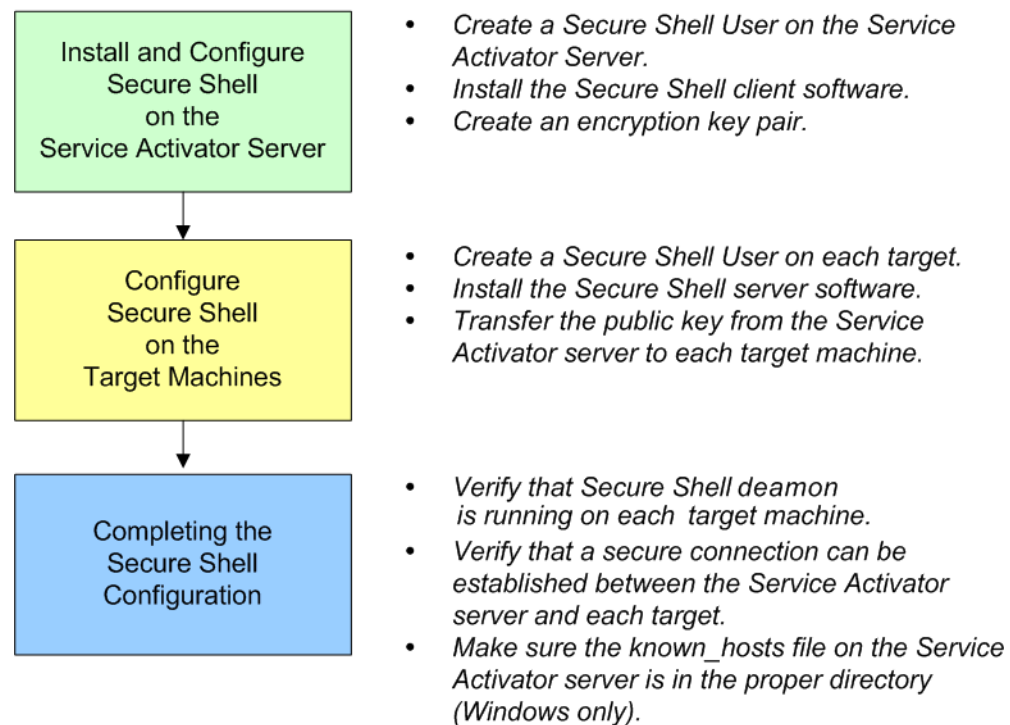 Install and Configure
Secure Shell
on the
Service Activator Server
• Create a Secure Shell User on the Service
Activator Server.
• Install the Secure Shell client software.
• Create an encryption key pair.
Configure
Secure Shell
on the
Target Machines
• Create a Secure Shell User on each target.
• Install the Secure Shell server software.
• Transfer the public key from the Service
Activator server to each target machine.
Completing the
Secure Shell
Configuration
• Verify that Secure Shell deamon
is running on each target machine.
• Verify that a secure connection can be
established between the Service Activator
server and each target.
• Make sure the known_hosts file on the Service
Activator server is in the proper directory
(Windows only).